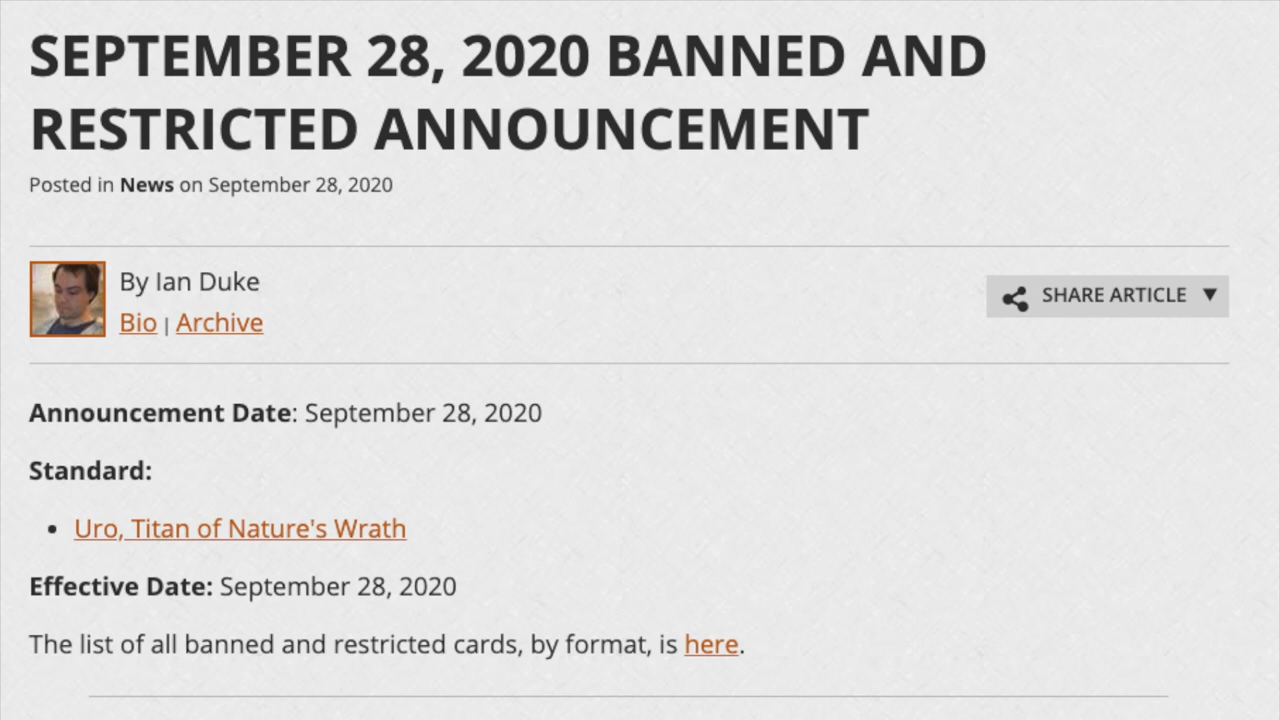 SEPTEMBER 28, 2020 BANNED AND
RESTRICTED ANNOUNCEMENT
Posted in News on September 28, 2020
By Ian Duke
Bio | Archive
SHARE ARTICLE ▼
Announcement Date: September 28, 2020
Standard:
• Uro, Titan of Nature's Wrath
Effective Date: September 28, 2020
The list of all banned and restricted cards, by format, is here.